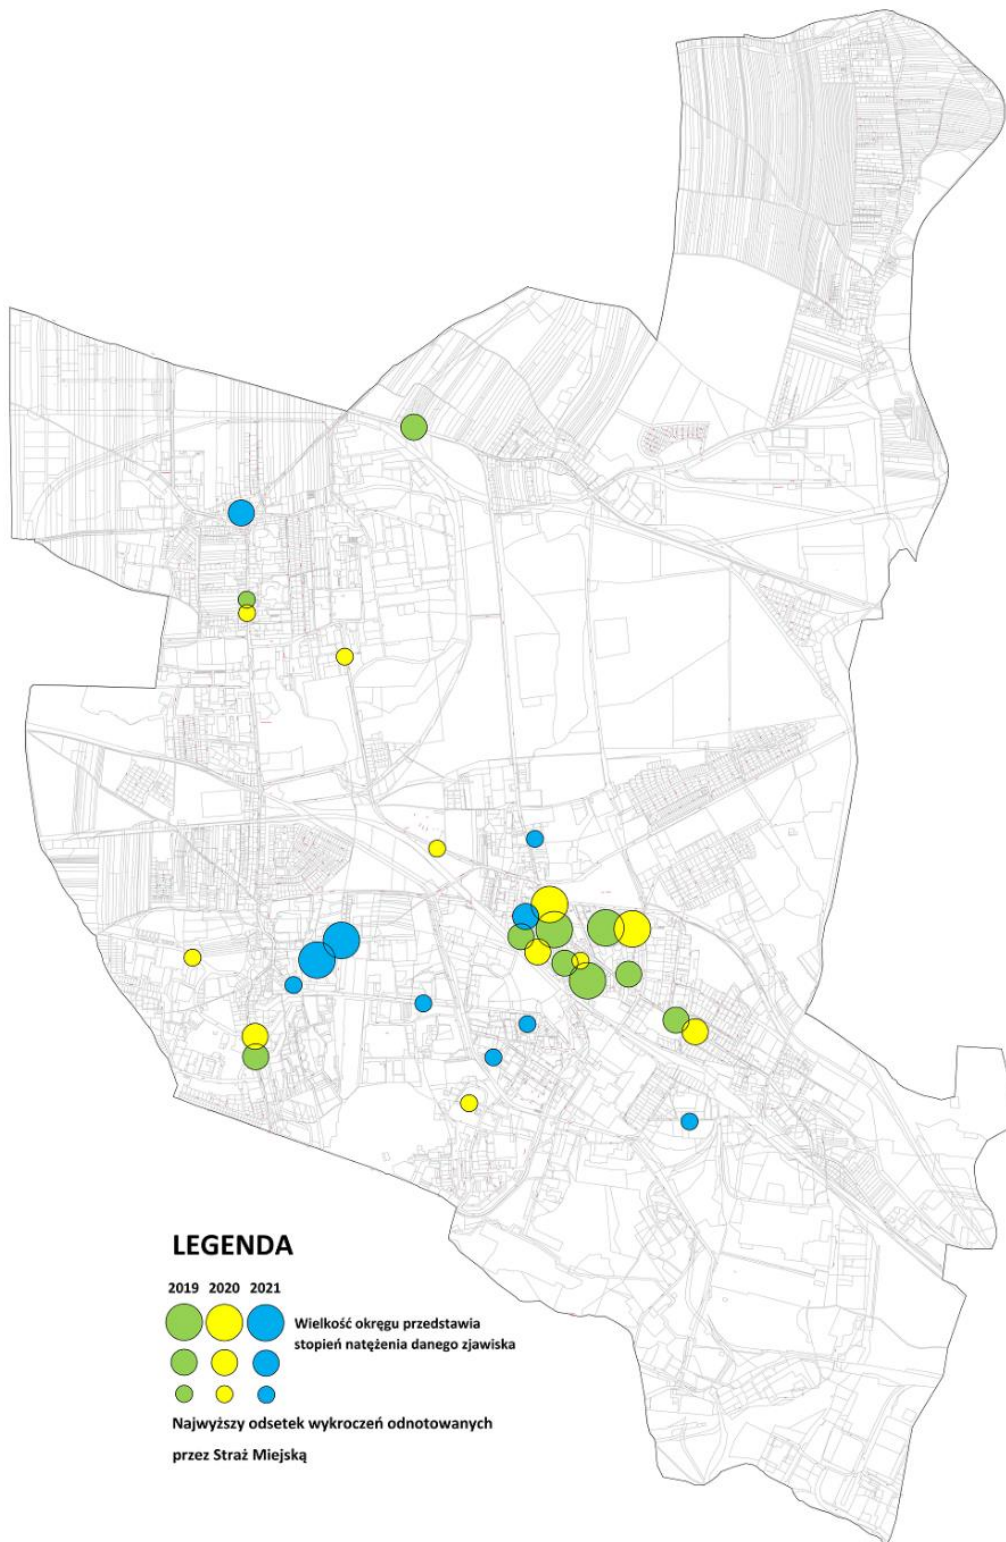 LEGENDA
2019 2020 2021
Wielkość okręgu przedstawia
stopień natężenia danego zjawiska
Najwyższy odsetek wykroczeń odnotowanych
przez Straż Miejską